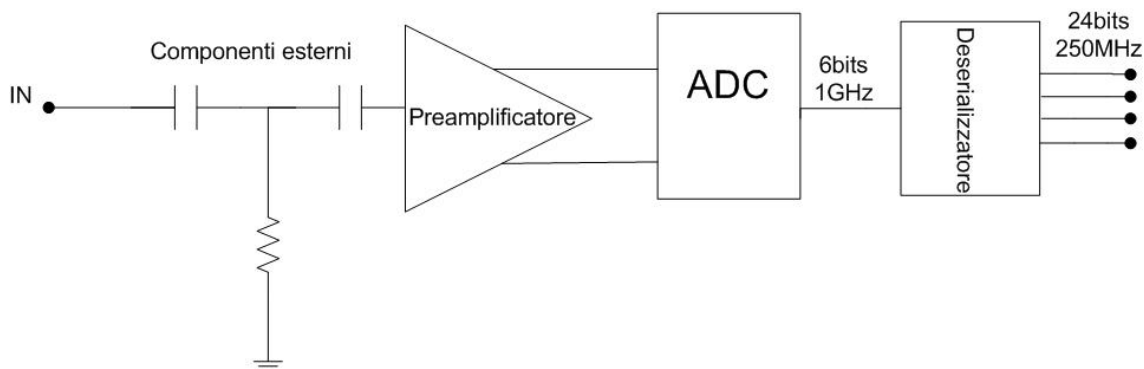 Componenti esterni
IN
Preamplificatore
ADC
6bits
1GHz
Deserializzatore
24bits
250MHz